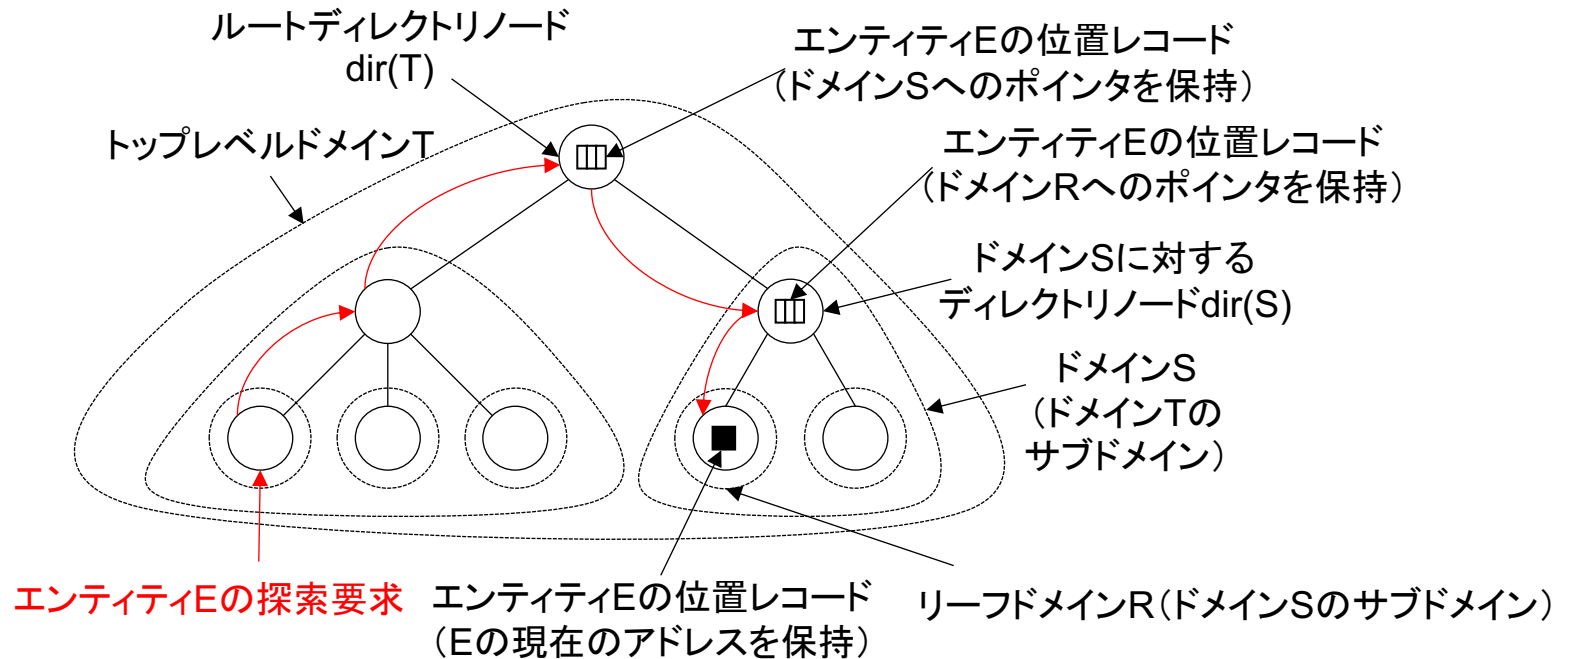 ルートディレクトリノード
dir(T)
エンティティEの位置レコード
（ドメインSへのポインタを保持）
トップレベルドメインT
エンティティEの位置レコード
（ドメインRへのポインタを保持）
ドメインSに対する
ディレクトリノードdir(S)
ドメインS
（ドメインTの
サブドメイン）
エンティティEの探索要求
エンティティEの位置レコード
（Eの現在のアドレスを保持）
リーフドメインR（ドメインSのサブドメイン）